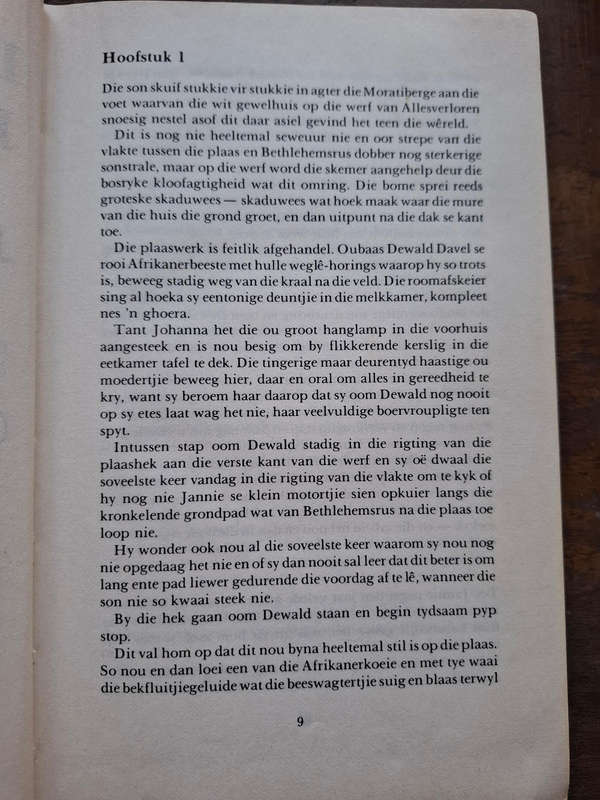 Hoofstuk 1
Die son skuif stukkie vir stukkie in agter die Moratiberge aan die
voet waarvan die wit gewelhuis op die werf van Allesverloren
snoesig nestel asof dit daar asiel gevind het teen die wêreld.
Dit is nog nie heeltemal seweuur nie en oor strepe van die
vlakte tussen die plaas en Bethlehemsrus dobber nog sterkerige
sonstrale, maar op die werf word die skemer aangehelp deur die
bosryke kloofagtigheid wat dit omring. Die bome sprei reeds
groteske skaduwees — skaduwees wat hoek maak waar die mure
van die huis die grond groet, en dan uitpunt na die dak se kant
toe.
Die plaaswerk is feitlik afgehandel. Oubaas Dewald Davel se
rooi Afrikanerbeeste met hulle weglê-horings waarop hy so trots
is, beweeg stadig weg van die kraal na die veld. Die roomafskeier
sing al hoeka sy eentonige deuntjie in die melkkamer, kompleet
nes 'n ghoera.
Tant Johanna het die ou groot hanglamp in die voorhuis
aangesteek en is nou besig om by flikkerende kerslig in die
eetkamer tafel te dek. Die tingerige maar deurentyd haastige ou
moedertjie beweeg hier, daar en oral om alles in gereedheid te
kry, want sy beroem haar daarop dat sy oom Dewald nog nooit
op sy etes laat wag het nie, haar veelvuldige boervroupligte ten
spyt.
Intussen stap oom Dewald stadig in die rigting van die
plaashek aan die verste kant van die werf en sy oë dwaal die
soveelste keer vandag in die rigting van die vlakte om te kyk of
hy nog nie Jannie se klein motortjie sien opkuier langs die
kronkelende grondpad wat van Bethlehemsrus na die plaas toe
loop nie.
Hy wonder ook nou al die soveelste keer waarom sy nou nog
nie opgedaag het nie en of sy dan nooit sal leer dat dit beter is om
lang ente pad liewer gedurende die voordag af te lê, wanneer die
son nie so kwaai steek nie.
By die hek gaan oom Dewald staan en begin tydsaam pyp
stop.
Dit val hom op dat dit nou byna heeltemal stil is op die plaas.
So nou en dan loei een van die Afrikanerkoeie en met tye waai
die bekfluitjiegeluide wat die beeswagtertjie suig en blaas terwyl
9